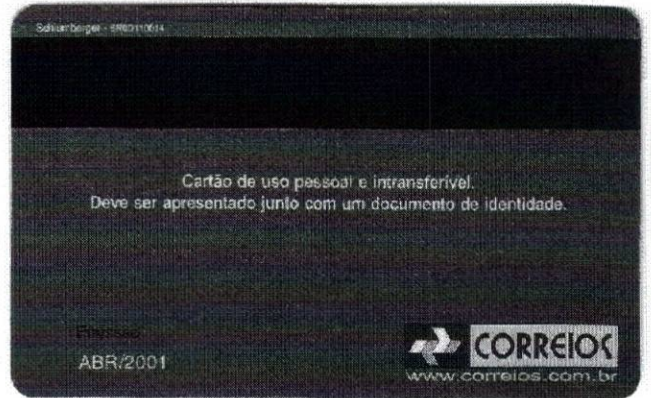 Cartão de uso pessoal e intransferível.
Deve ser apresentado junto com um documento de identidade.
Emissão
ABR/2001
CORREIOS
www.correios.com.br